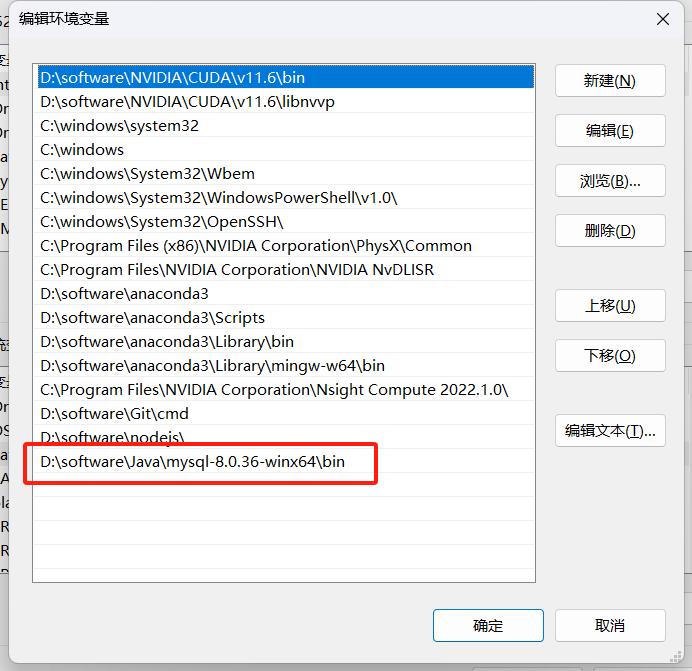 编辑环境变量
D:\software\NVIDIA\CUDA\v11.6\bin
D:\software\NVIDIA\CUDA\v11.6\libnvvp
C:\windows\system32
C:\windows
C:\windows\System32\Wbem
C:\windows\System32\WindowsPowerShell\v1.0\
C:\windows\System32\OpenSSH\
C:\Program Files (x86)\NVIDIA Corporation\PhysX\Common
C:\Program Files\NVIDIA Corporation\NVIDIA NvDLISR
D:\software\anaconda3
D:\software\anaconda3\Scripts
D:\software\anaconda3\Library\bin
D:\software\anaconda3\Library\mingw-w64\bin
C:\Program Files\NVIDIA Corporation\Nsight Compute 2022.1.0\
D:\software\Git\cmd
D:\software\nodejs\
D:\software\Java\mysql-8.0.36-winx64\bin
新建(N)
编辑(E)
浏览(B)...
删除(D)
上移(U)
下移(O)
编辑文本(T)...
确定
取消